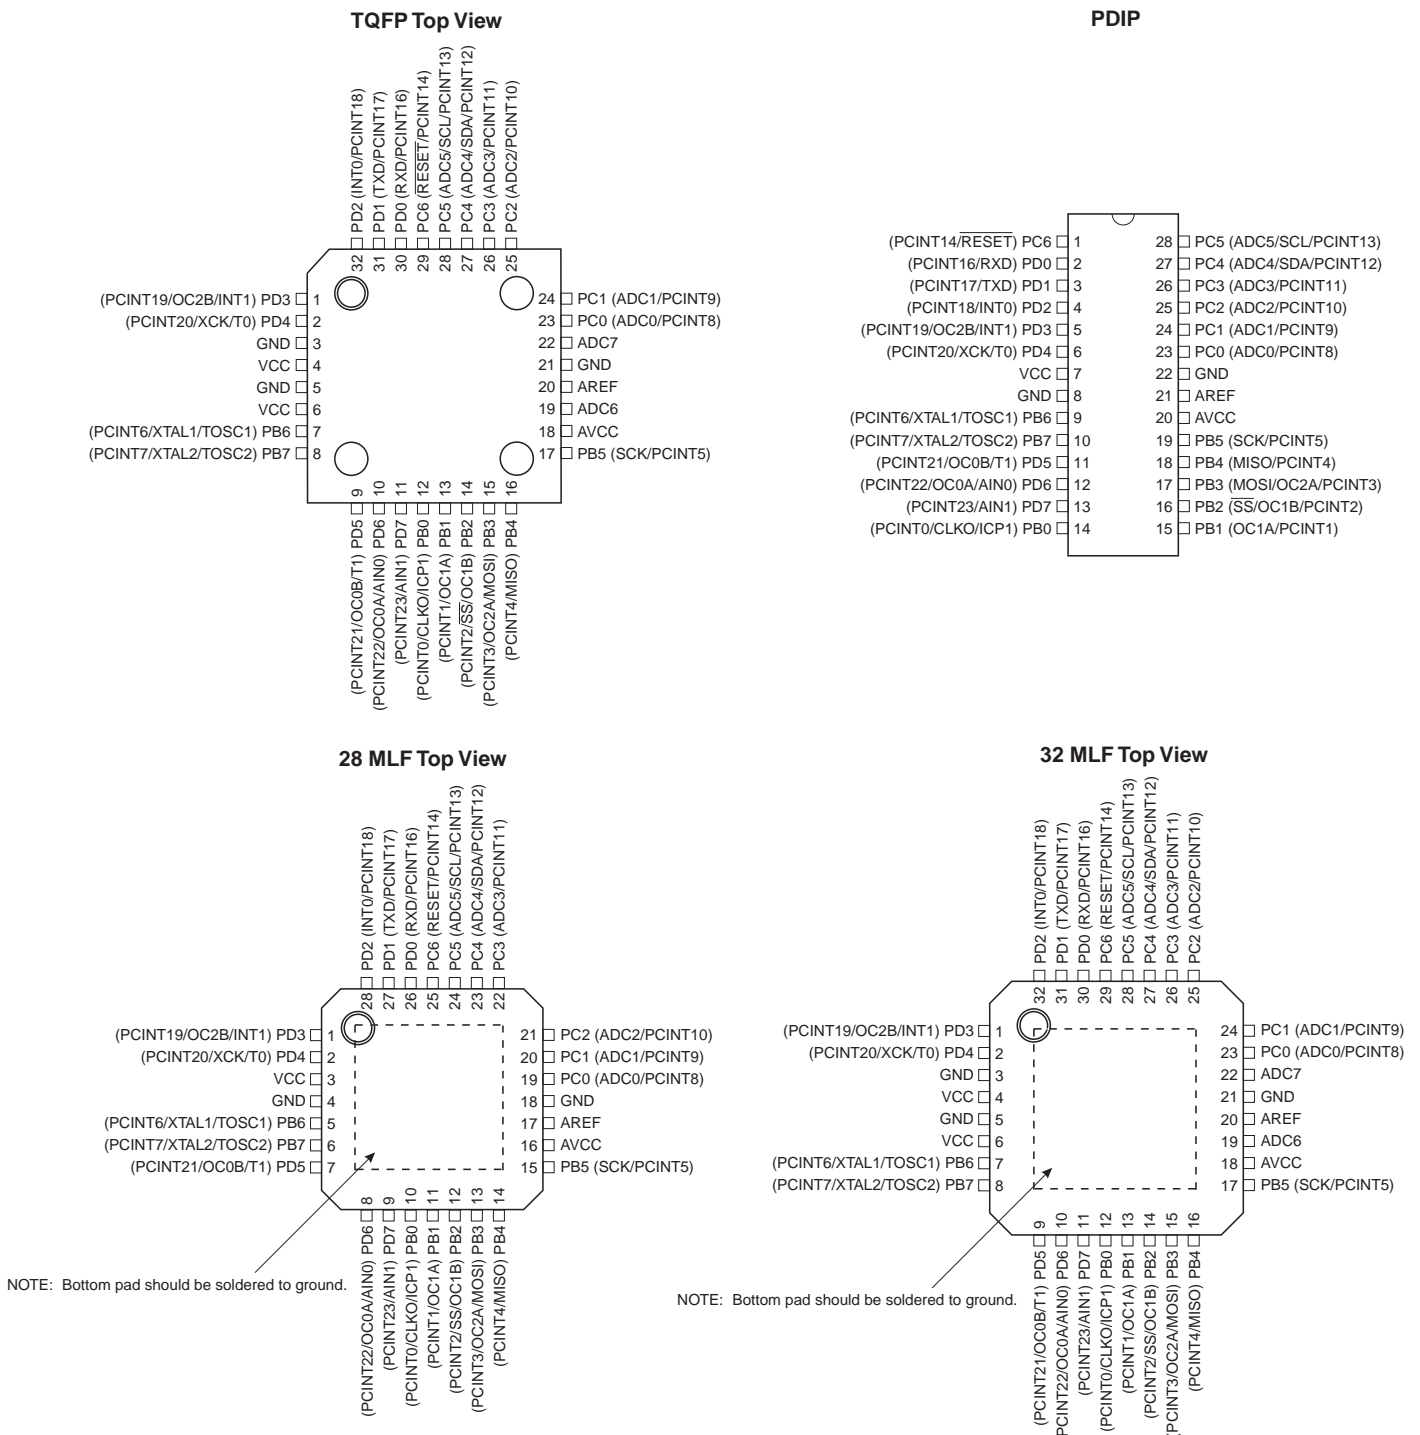 TQFP Top View
PD2 (INT0/PCINT18)
PD1 (TXD/PCINT17)
PD0 (RXD/PCINT16)
PC6 (RESET/PCINT14)
PC5 (ADC5/SCL/PCINT13)
PC4 (ADC4/SDA/PCINT12)
PC3 (ADC3/PCINT11)
PC2 (ADC2/PCINT10)
32
31
30
29
28
27
26
25
(PCINT19/OC2B/INT1) PD3 1
(PCINT20/XCK/T0) PD4 2
GND 3
VCC 4
GND 5
VCC 6
(PCINT6/XTAL1/TOSC1) PB6 7
(PCINT7/XTAL2/TOSC2) PB7 8
24 PC1 (ADC1/PCINT9)
23 PC0 (ADC0/PCINT8)
22 ADC7
21 GND
20 AREF
19 ADC6
18 AVCC
17 PB5 (SCK/PCINT5)
9
10
11
12
13
14
15
16
(PCINT21/OC0B/T1) PD5
(PCINT22/OC0A/AIN0) PD6
(PCINT23/AIN1) PD7
(PCINT0/CLKO/ICP1) PB0
(PCINT1/OC1A) PB1
(PCINT2/SS/OC1B) PB2
(PCINT3/OC2A/MOSI) PB3
(PCINT4/MISO) PB4
PDIP
(PCINT14/RESET) PC6 1
(PCINT16/RXD) PD0 2
(PCINT17/TXD) PD1 3
(PCINT18/INT0) PD2 4
(PCINT19/OC2B/INT1) PD3 5
(PCINT20/XCK/T0) PD4 6
VCC 7
GND 8
(PCINT6/XTAL1/TOSC1) PB6 9
(PCINT7/XTAL2/TOSC2) PB7 10
(PCINT21/OC0B/T1) PD5 11
(PCINT22/OC0A/AIN0) PD6 12
(PCINT23/AIN1) PD7 13
(PCINT0/CLKO/ICP1) PB0 14
28 PC5 (ADC5/SCL/PCINT13)
27 PC4 (ADC4/SDA/PCINT12)
26 PC3 (ADC3/PCINT11)
25 PC2 (ADC2/PCINT10)
24 PC1 (ADC1/PCINT9)
23 PC0 (ADC0/PCINT8)
22 GND
21 AREF
20 AVCC
19 PB5 (SCK/PCINT5)
18 PB4 (MISO/PCINT4)
17 PB3 (MOSI/OC2A/PCINT3)
16 PB2 (SS/OC1B/PCINT2)
15 PB1 (OC1A/PCINT1)
28 MLF Top View
PD2 (INT0/PCINT18)
PD1 (TXD/PCINT17)
PD0 (RXD/PCINT16)
PC6 (RESET/PCINT14)
PC5 (ADC5/SCL/PCINT13)
PC4 (ADC4/SDA/PCINT12)
PC3 (ADC3/PCINT11)
28
27
26
25
24
23
22
(PCINT19/OC2B/INT1) PD3 1
(PCINT20/XCK/T0) PD4 2
VCC 3
GND 4
(PCINT6/XTAL1/TOSC1) PB6 5
(PCINT7/XTAL2/TOSC2) PB7 6
(PCINT21/OC0B/T1) PD5 7
21 PC2 (ADC2/PCINT10)
20 PC1 (ADC1/PCINT9)
19 PC0 (ADC0/PCINT8)
18 GND
17 AREF
16 AVCC
15 PB5 (SCK/PCINT5)
8
9
10
11
12
13
14
(PCINT22/OC0A/AIN0) PD6
(PCINT23/AIN1) PD7
(PCINT0/CLKO/ICP1) PB0
(PCINT1/OC1A) PB1
(PCINT2/SS/OC1B) PB2
(PCINT3/OC2A/MOSI) PB3
(PCINT4/MISO) PB4
NOTE: Bottom pad should be soldered to ground.
32 MLF Top View
PD2 (INT0/PCINT18)
PD1 (TXD/PCINT17)
PD0 (RXD/PCINT16)
PC6 (RESET/PCINT14)
PC5 (ADC5/SCL/PCINT13)
PC4 (ADC4/SDA/PCINT12)
PC3 (ADC3/PCINT11)
PC2 (ADC2/PCINT10)
32
31
30
29
28
27
26
25
(PCINT19/OC2B/INT1) PD3 1
(PCINT20/XCK/T0) PD4 2
GND 3
VCC 4
GND 5
VCC 6
(PCINT6/XTAL1/TOSC1) PB6 7
(PCINT7/XTAL2/TOSC2) PB7 8
24 PC1 (ADC1/PCINT9)
23 PC0 (ADC0/PCINT8)
22 ADC7
21 GND
20 AREF
19 ADC6
18 AVCC
17 PB5 (SCK/PCINT5)
9
10
11
12
13
14
15
16
(PCINT21/OC0B/T1) PD5
(PCINT22/OC0A/AIN0) PD6
(PCINT23/AIN1) PD7
(PCINT0/CLKO/ICP1) PB0
(PCINT1/OC1A) PB1
(PCINT2/SS/OC1B) PB2
(PCINT3/OC2A/MOSI) PB3
(PCINT4/MISO) PB4
NOTE: Bottom pad should be soldered to ground.